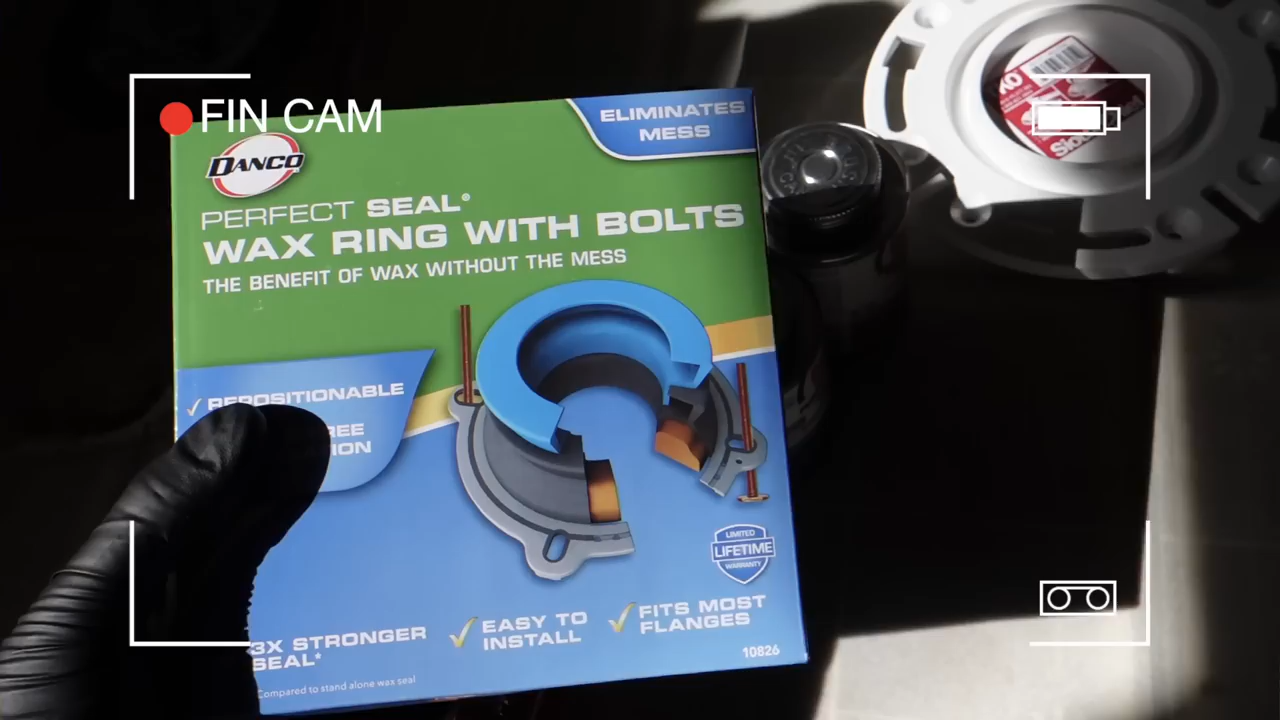 FIN CAM
DANCO
ELIMINATES
MESS
PERFECT SEAL®
WAX RING WITH BOLTS
THE BENEFIT OF WAX WITHOUT THE MESS
REPOSITIONABLE
LIMITED
LIFETIME
WARRANTY
3X STRONGER
SEAL*
EASY TO
INSTALL
FITS MOST
FLANGES
10826
Compared to stand alone wax seal